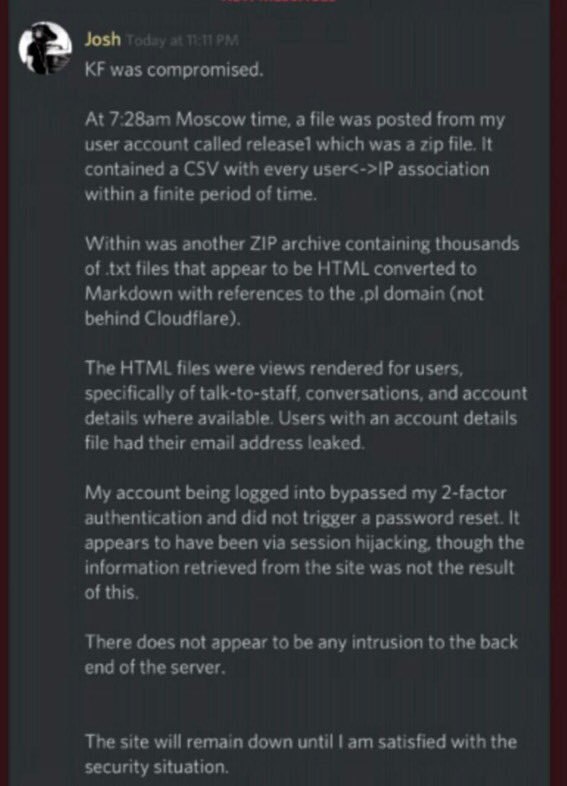 Josh Today at 11:11 PM
KF was compromised.
At 7:28am Moscow time, a file was posted from my
user account called release1 which was a zip file. It
contained a CSV with every user<->IP association
within a finite period of time.
Within was another ZIP archive containing thousands
of .txt files that appear to be HTML converted to
Markdown with references to the .pl domain (not
behind Cloudflare).
The HTML files were views rendered for users,
specifically of talk-to-staff, conversations, and account
details where available. Users with an account details
file had their email address leaked.
My account being logged into bypassed my 2-factor
authentication and did not trigger a password reset. It
appears to have been via session hijacking, though the
information retrieved from the site was not the result
of this.
There does not appear to be any intrusion to the back
end of the server.
The site will remain down until I am satisfied with the
security situation.